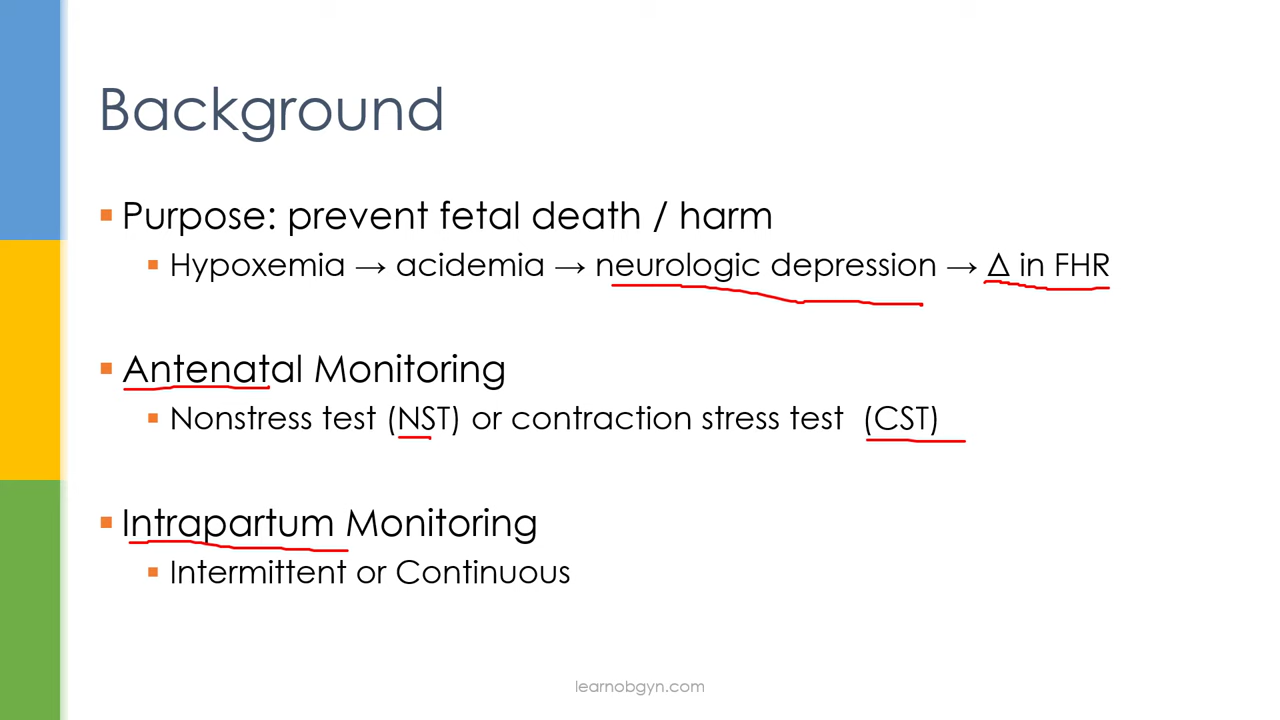 Background
▪ Purpose: prevent fetal death / harm
▪ Hypoxemia → acidemia → neurologic depression → Δ in FHR
▪ Antenatal Monitoring
▪ Nonstress test (NST) or contraction stress test (CST)
▪ Intrapartum Monitoring
▪ Intermittent or Continuous
learnobgyn.com